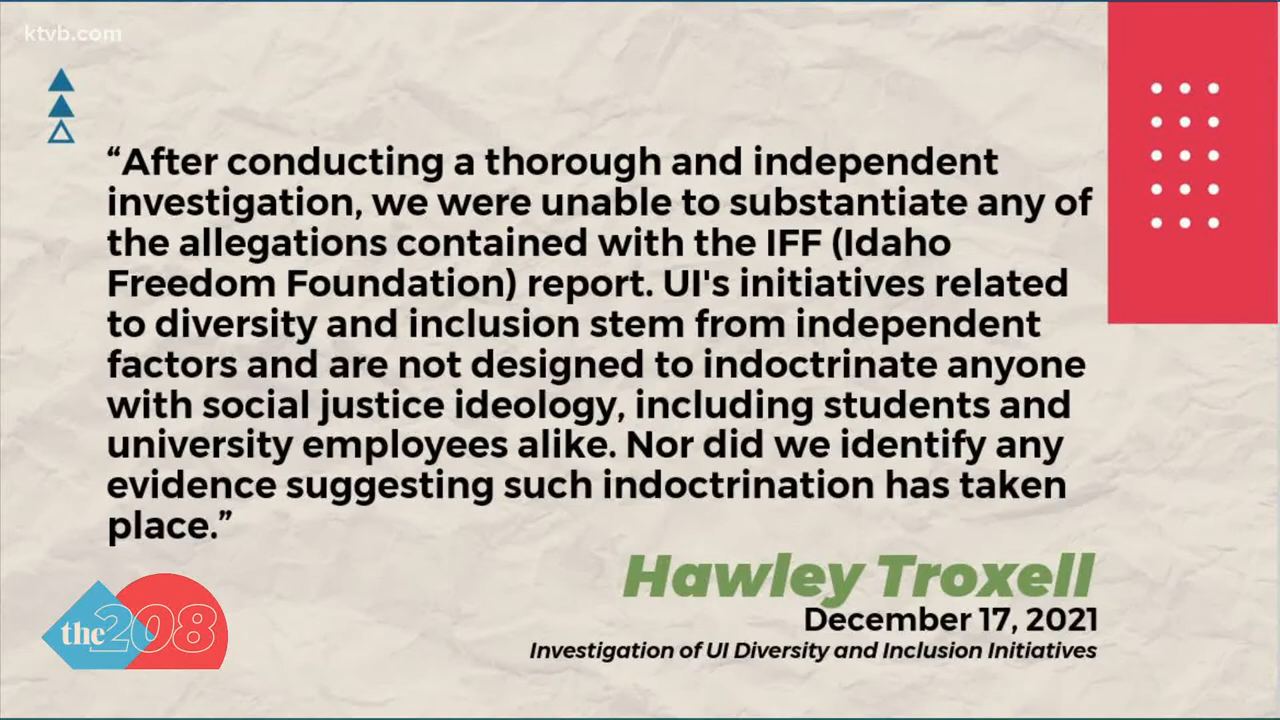 ktvb.com
“After conducting a thorough and independent
investigation, we were unable to substantiate any of
the allegations contained with the IFF (Idaho
Freedom Foundation) report. UI's initiatives related
to diversity and inclusion stem from independent
factors and are not designed to indoctrinate anyone
with social justice ideology, including students and
university employees alike. Nor did we identify any
evidence suggesting such indoctrination has taken
place.”
Hawley Troxell
December 17, 2021
Investigation of UI Diversity and Inclusion Initiatives
the208